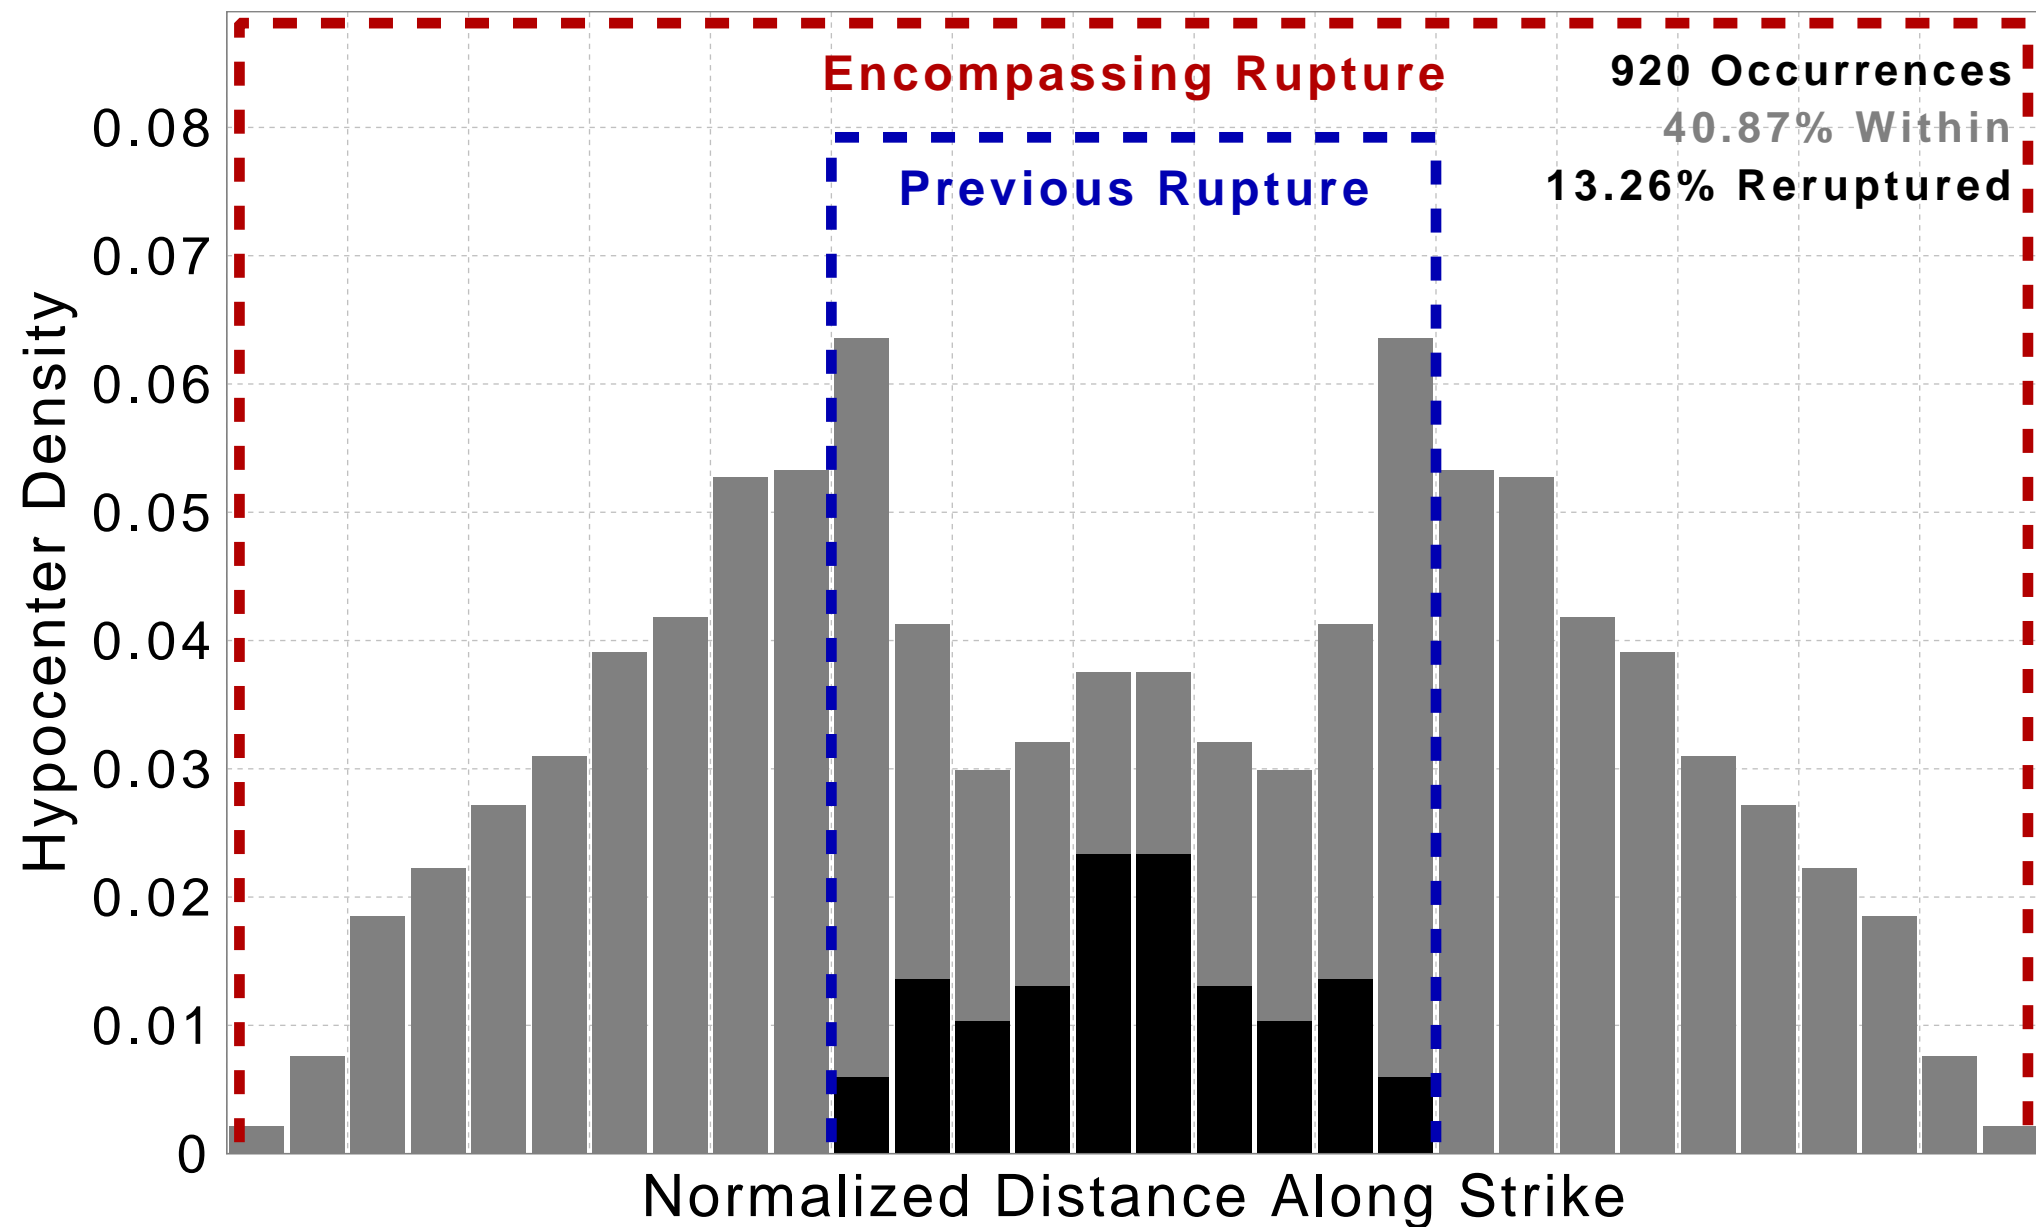 Encompassing Rupture
920 Occurrences
40.87% Within
Previous Rupture
13.26% Reruptured
Hypocenter Density
0.08
0.07
0.06
0.05
0.04
0.03
0.02
0.01
0
Normalized Distance Along Strike